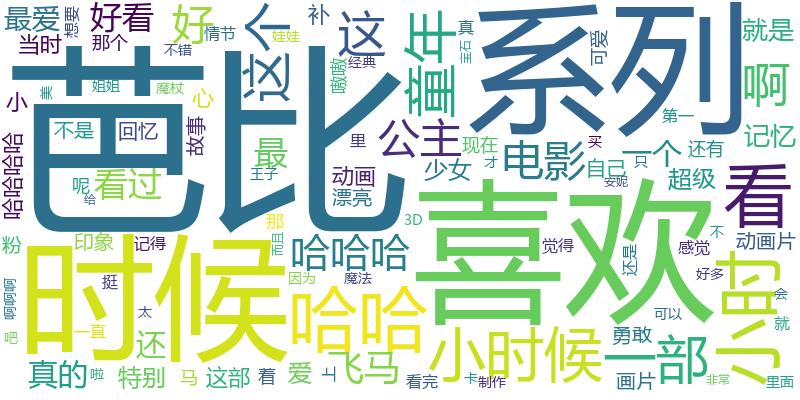 最爱
想要
好看
好
这个
这
补
童年
系列
就是
当时
那个
不错
情节
娃娃
嗷嗷
经典
真
宝石
可爱
啊
小
美
姐姐
魔杖
心
芭比
公主
第一
记忆
不是
回忆
故事
最
里
现在
电影
才
一个
买
只
还有
哈哈哈哈
呢
给
看过
王子
动画
漂亮
少女
自己
安妮
超级
看
粉
印象
记得
那
而且
哈哈哈
3D
喜欢
觉得
还是
感觉
不
动画片
好多
啊啊啊
挺
时候
太
因为
魔法
哈哈
小时候
可以
小时
会
就
吧
一直
还
勇敢
一部
真的
啦
特别
马
这部
着
爱
上
飞马
看完
卡
制作
画片
非常
里面